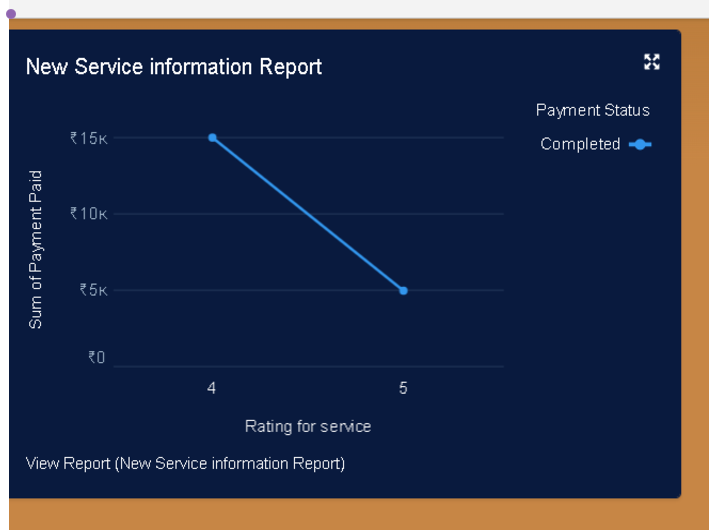 New Service information Report
Payment Status
Completed
Sum of Payment Paid
₹15K
₹10K
₹5K
₹0
4 5
Rating for service
View Report (New Service information Report)